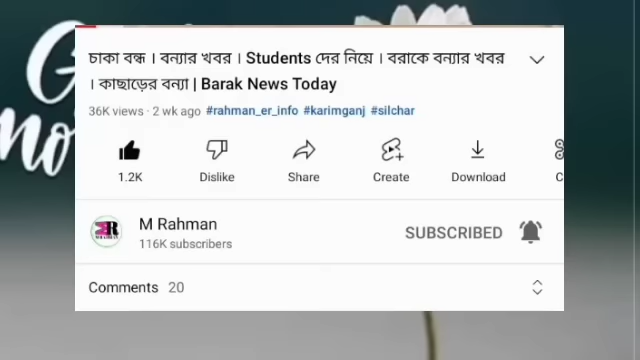 চাকা বন্ধ । বন্যার খবর । Students দের নিয়ে । বরাকে বন্যার খবর
। কাছাড়ের বন্যা | Barak News Today
36K views · 2 wk ago #rahman_er_info #karimganj #silchar
1.2K Dislike Share Create Download
M Rahman
116K subscribers
SUBSCRIBED
Comments 20